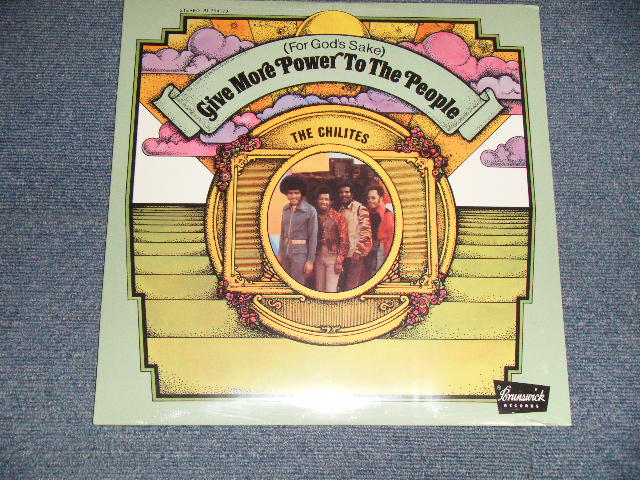 (For God's Sake)
Give More Power To The People
THE CHILITES
Brunswick
RECORDS